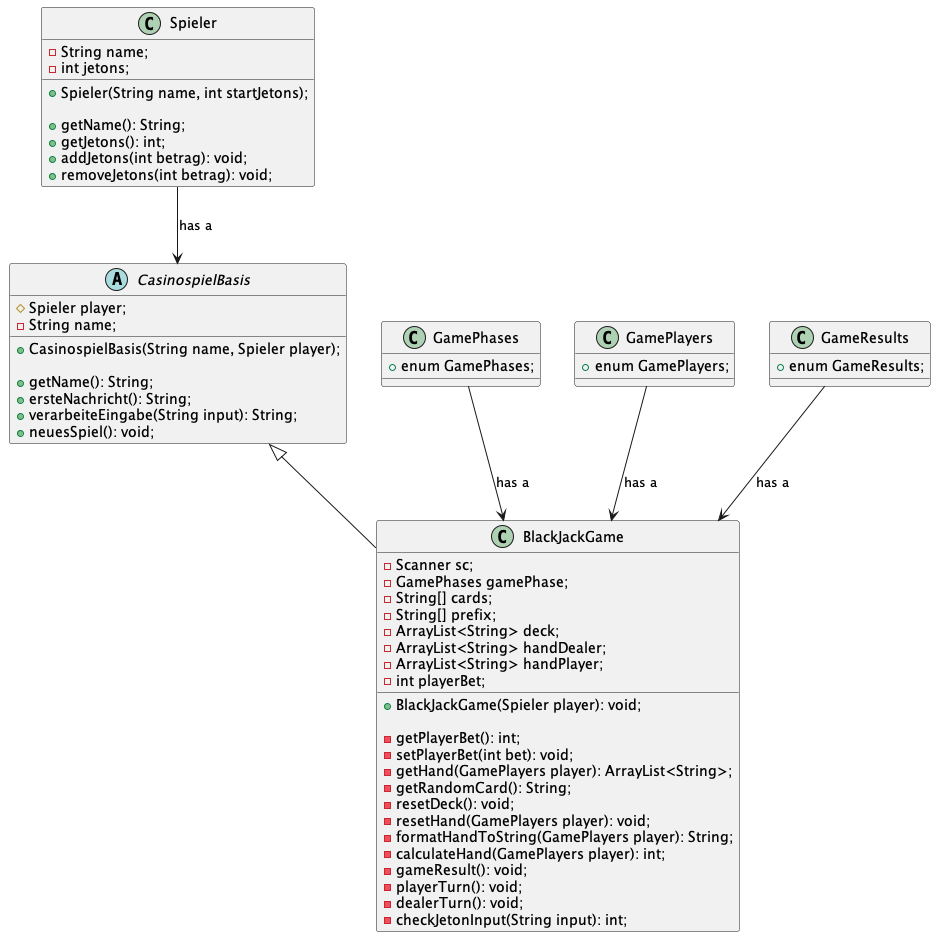 C Spieler
String name;
int jetons;
Spieler(String name, int startJetons);
getName(): String;
getJetons(): int;
addJetons(int betrag): void;
removeJetons(int betrag): void;
has a
A CasinospielBasis
Spieler player;
String name;
CasinospielBasis(String name, Spieler player);
getName(): String;
ersteNachricht(): String;
verarbeiteEingabe(String input): String;
neuesSpiel(): void;
C GamePhases
enum GamePhases;
C GamePlayers
enum GamePlayers;
C GameResults
enum GameResults;
has a
has a
has a
C BlackJackGame
Scanner sc;
GamePhases gamePhase;
String[] cards;
String[] prefix;
ArrayList<String> deck;
ArrayList<String> handDealer;
ArrayList<String> handPlayer;
int playerBet;
BlackJackGame(Spieler player): void;
getPlayerBet(): int;
setPlayerBet(int bet): void;
getHand(GamePlayers player): ArrayList<String>;
getRandomCard(): String;
resetDeck(): void;
resetHand(GamePlayers player): void;
formatHandToString(GamePlayers player): String;
calculateHand(GamePlayers player): int;
gameResult(): void;
playerTurn(): void;
dealerTurn(): void;
checkJetonInput(String input): int;